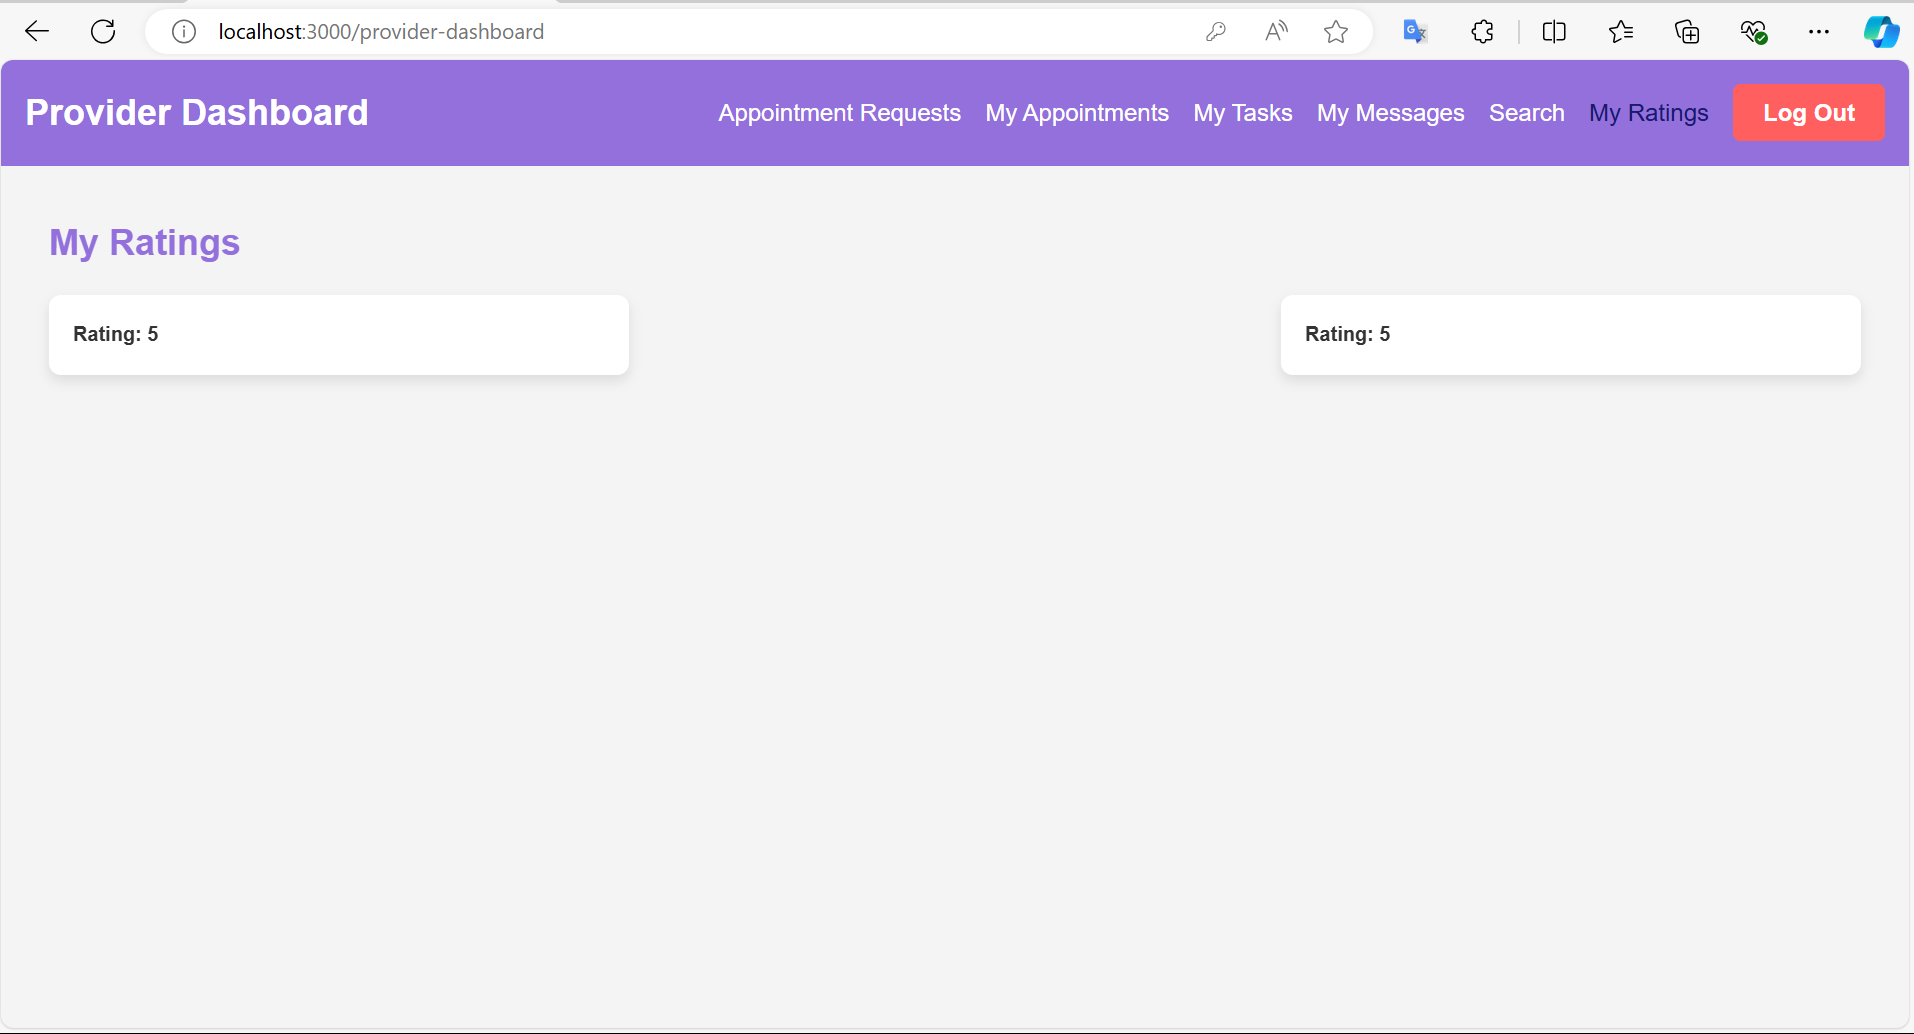 localhost:3000/provider-dashboard
Provider Dashboard
Appointment Requests My Appointments My Tasks My Messages Search My Ratings Log Out
My Ratings
Rating: 5 Rating: 5